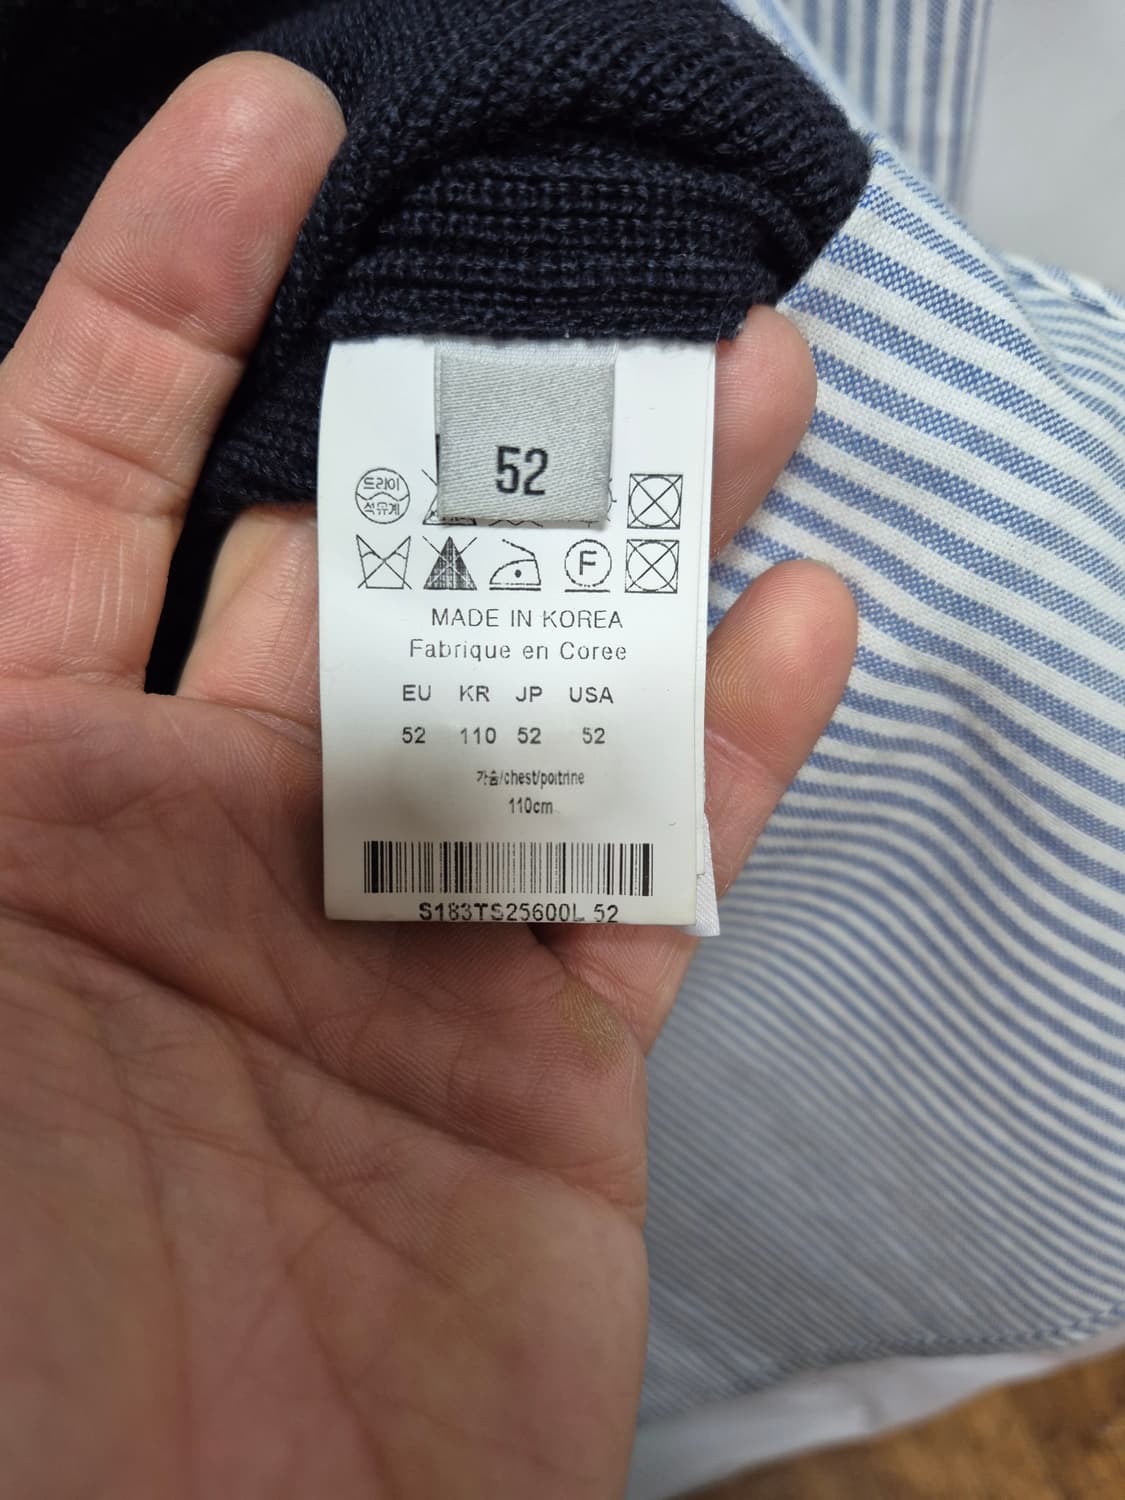 52
드라이
석유계
F
MADE IN KOREA
Fabrique en Coree
EU KR JP USA
52 110 52 52
가슴/chest/poitrine
110cm
S183TS25600L 52